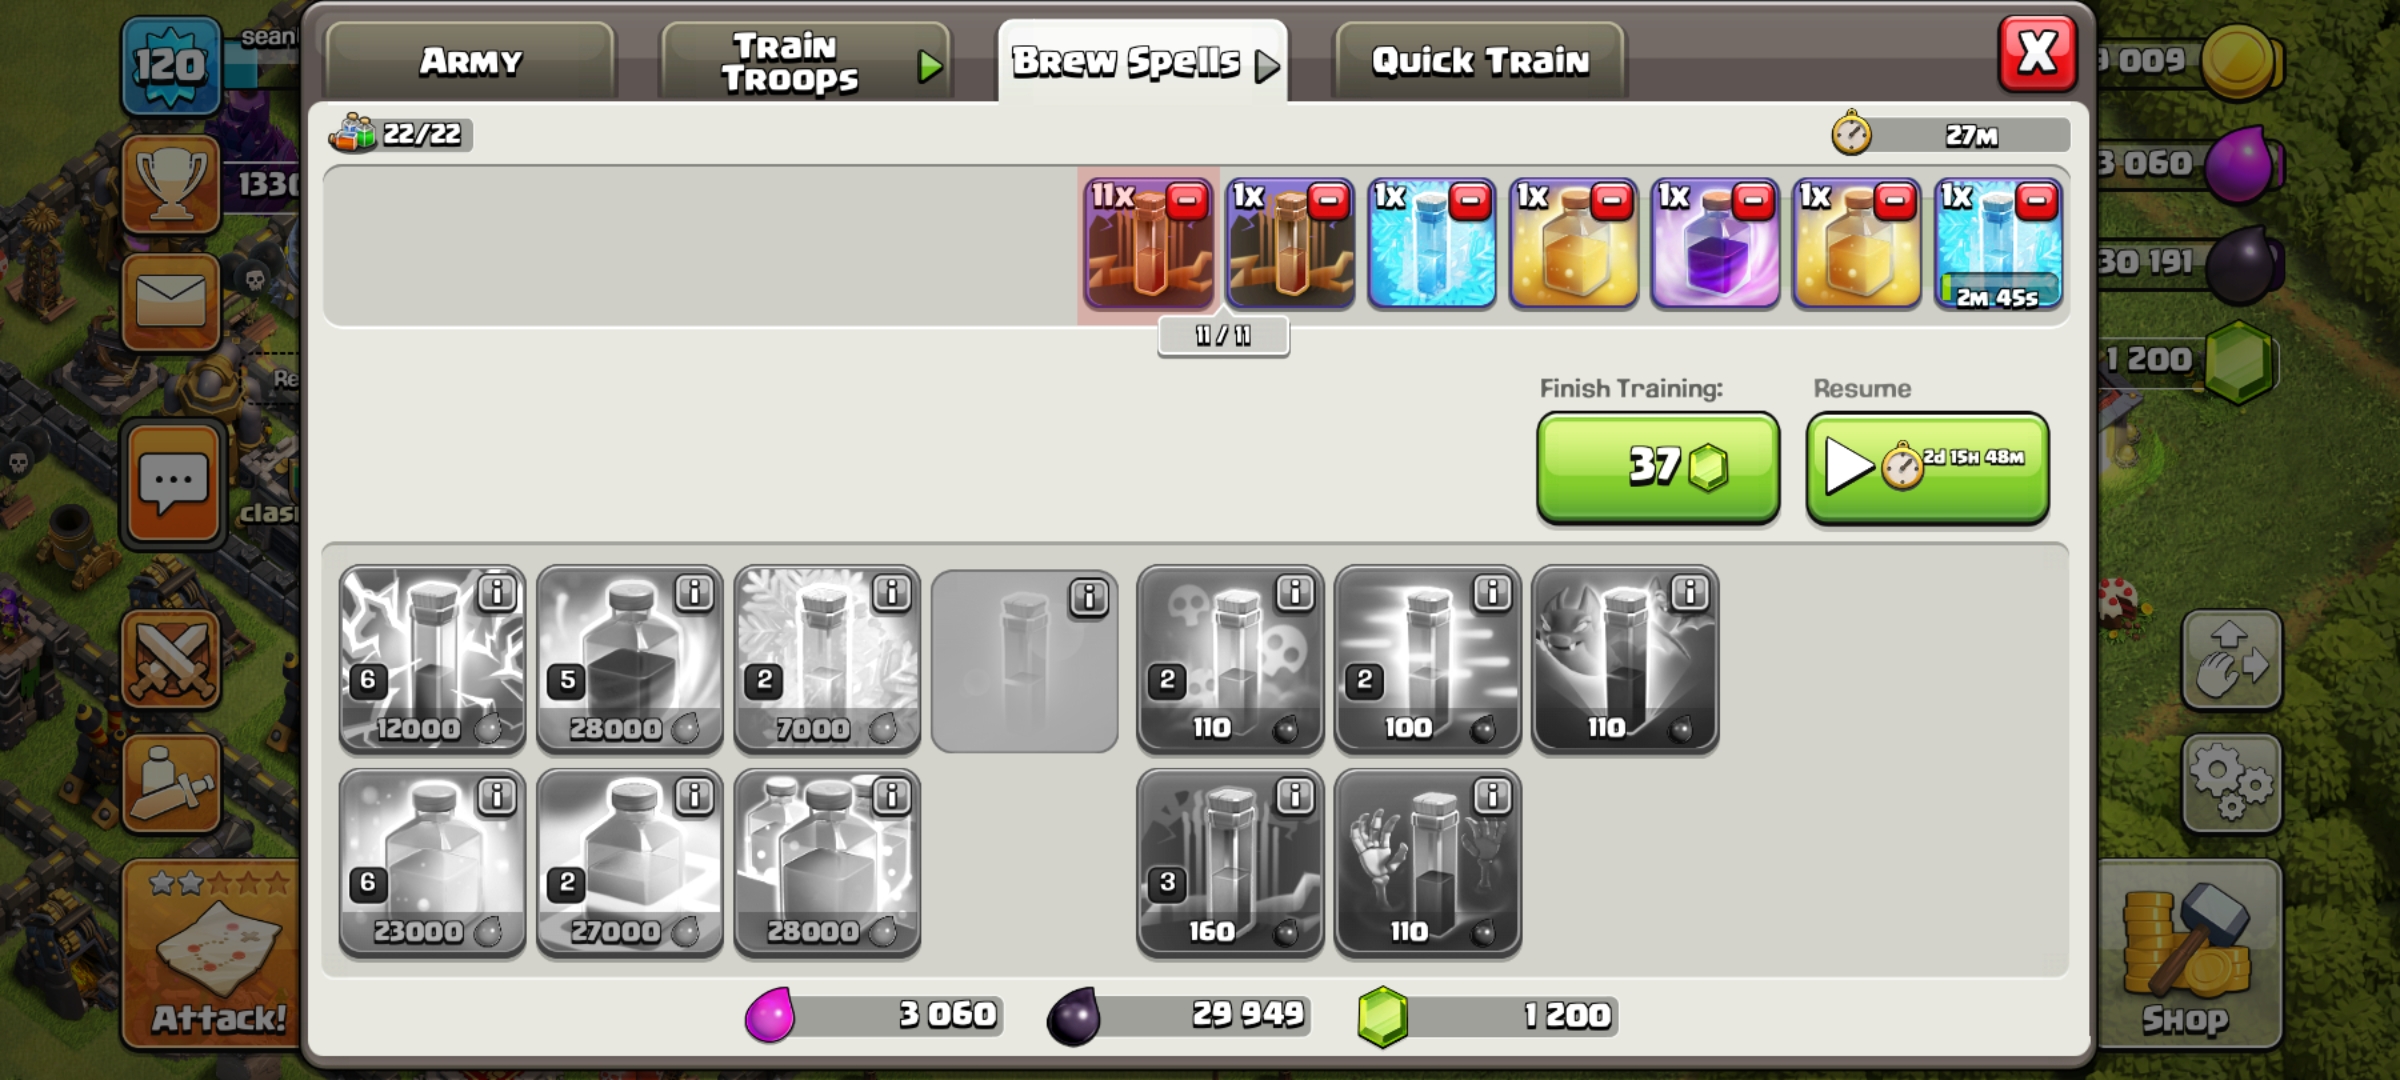 120
sean
Army
Train
Troops
Brew Spells
Quick Train
X
009
22/22
27m
3 060
1330
11x
1x
1x
1x
1x
1x
1x
2m 45s
30 191
11 / 11
1 200
Re
Finish Training:
Resume
37
2d 15h 48m
clas
6
12000
5
28000
2
7000
2
110
2
100
110
6
23000
2
27000
28000
3
160
110
Attack!
3 060
29 949
1 200
Shop